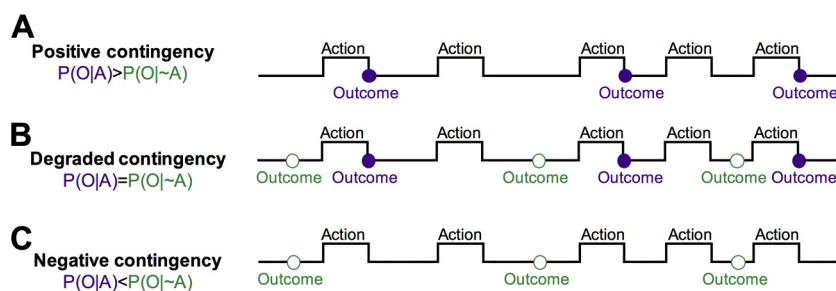 A
Positive contingency
P(O|A)>P(O|~A)
Action Action Action Action Action
Outcome Outcome Outcome
B
Degraded contingency
P(O|A)=P(O|~A)
Action Action Action Action Action
Outcome Outcome Outcome Outcome Outcome Outcome
C
Negative contingency
P(O|A)<P(O|~A)
Action Action Action Action Action
Outcome Outcome Outcome